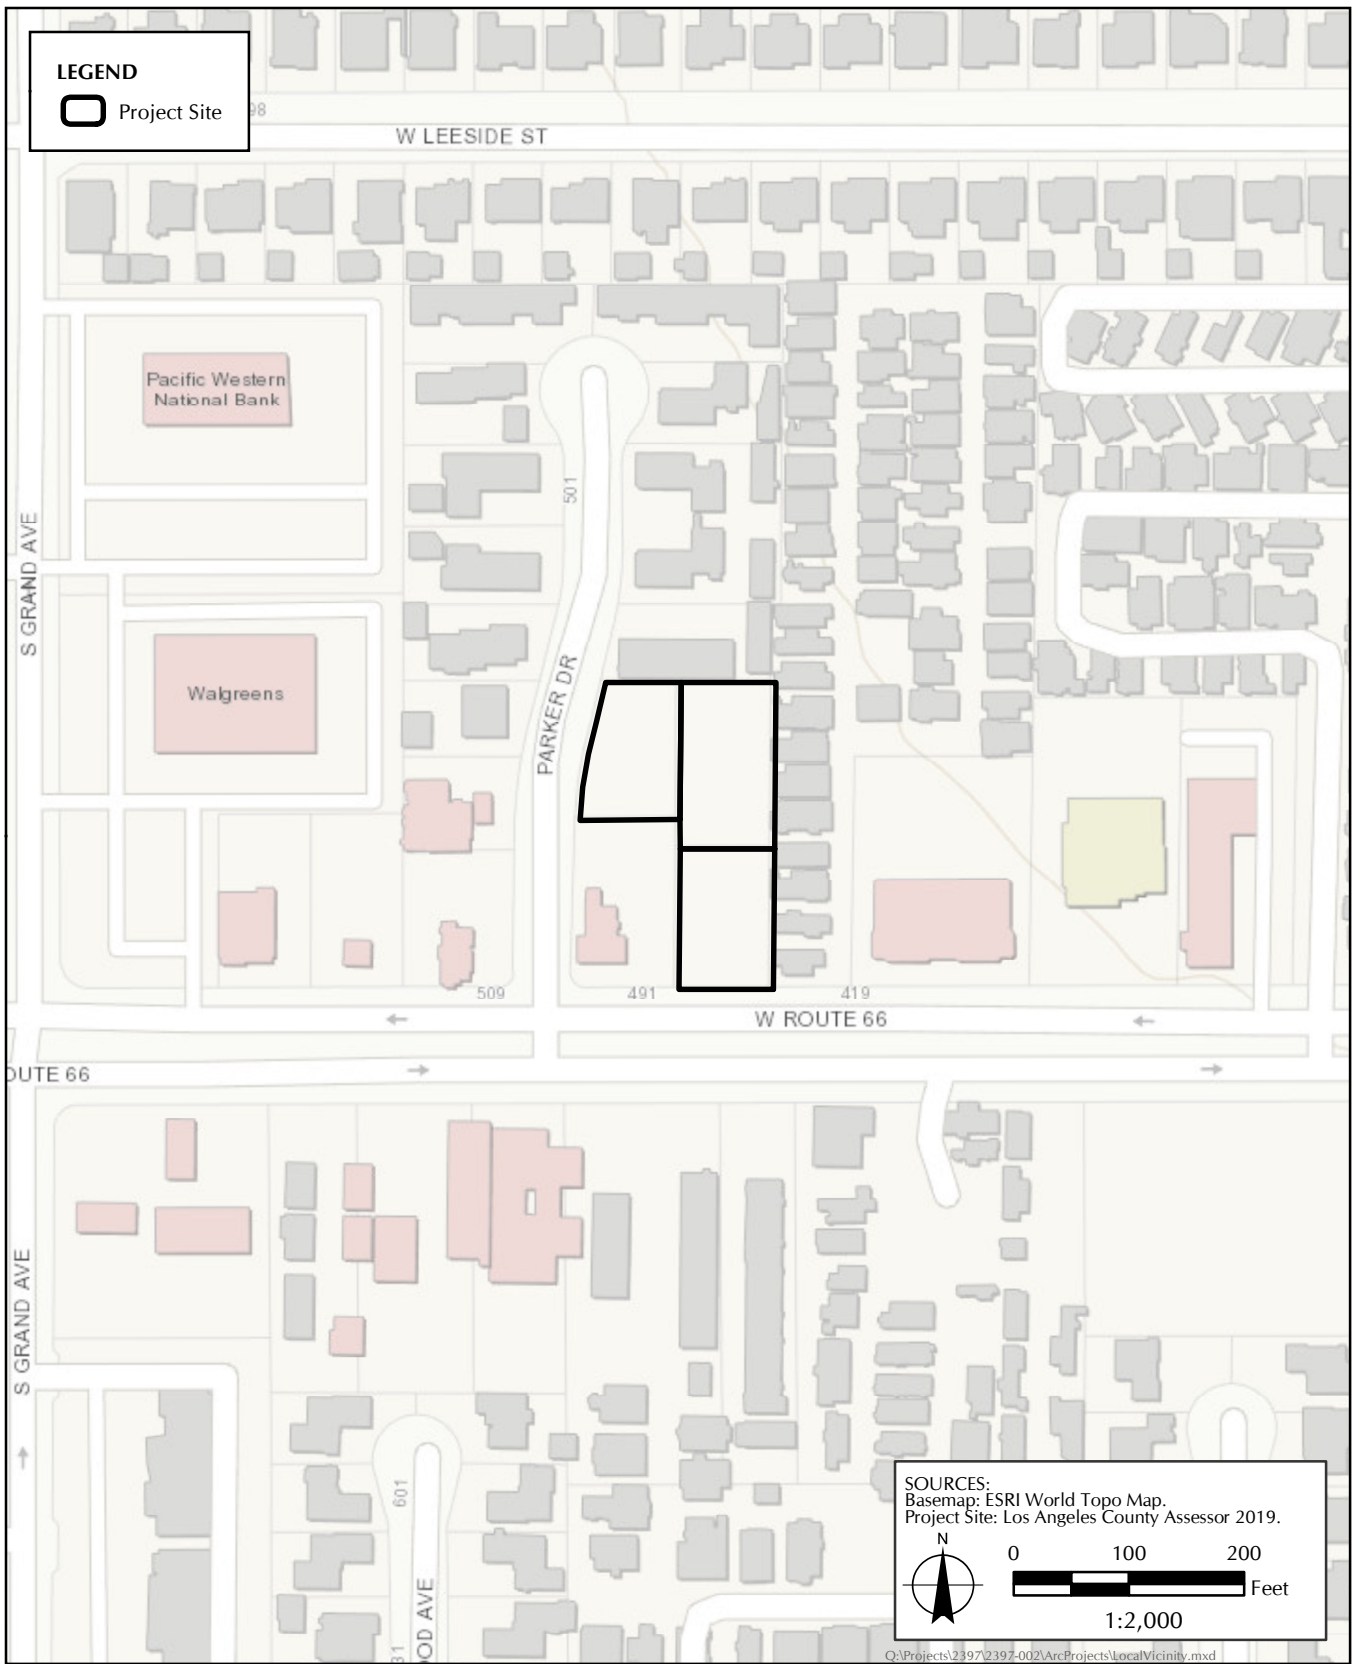 LEGEND
Project Site
98
W LEESIDE ST
Pacific Western
National Bank
501
S GRAND AVE
PARKER DR
Walgreens
509
491
419
W ROUTE 66
OUTE 66
S GRAND AVE
601
OOD AVE
31
SOURCES:
Basemap: ESRI World Topo Map.
Project Site: Los Angeles County Assessor 2019.
N
0 100 200
Feet
1:2,000
Q:\Projects\2397\2397-002\ArcProjects\LocalVicinity.mxd